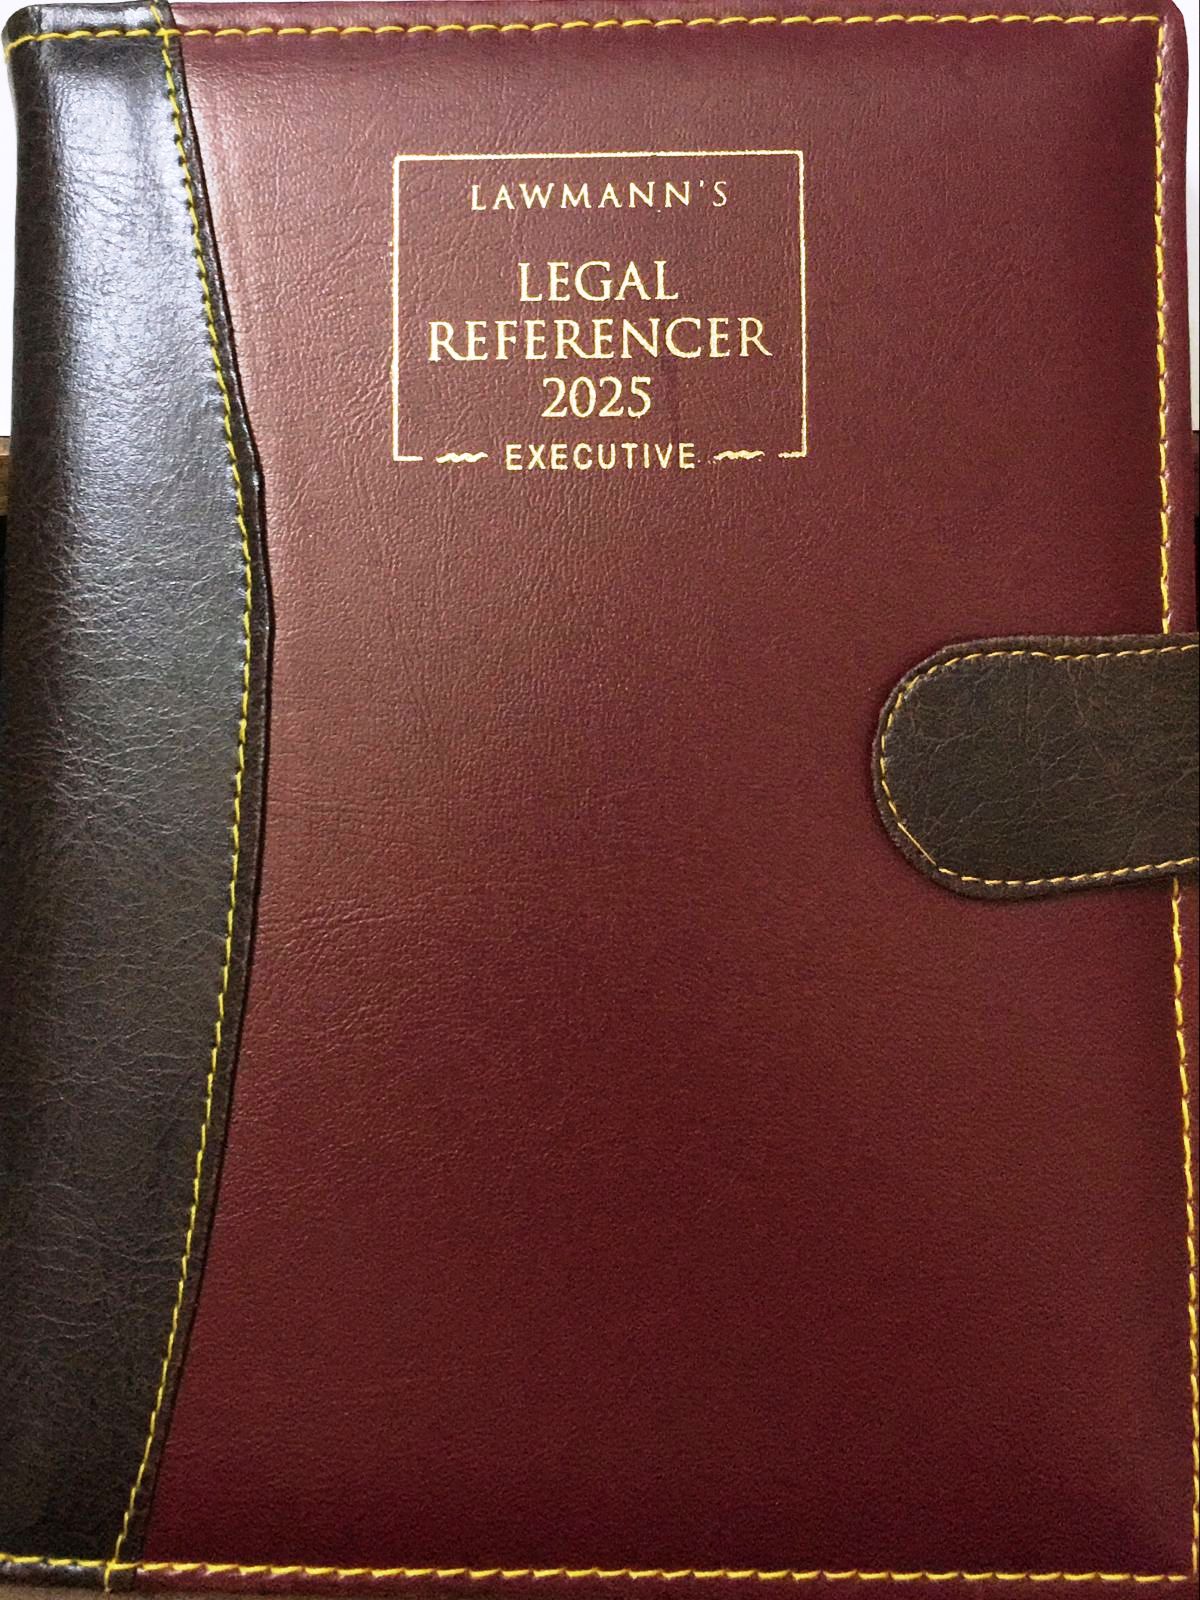 LAWMANN'S
LEGAL
REFERENCER
2025
EXECUTIVE